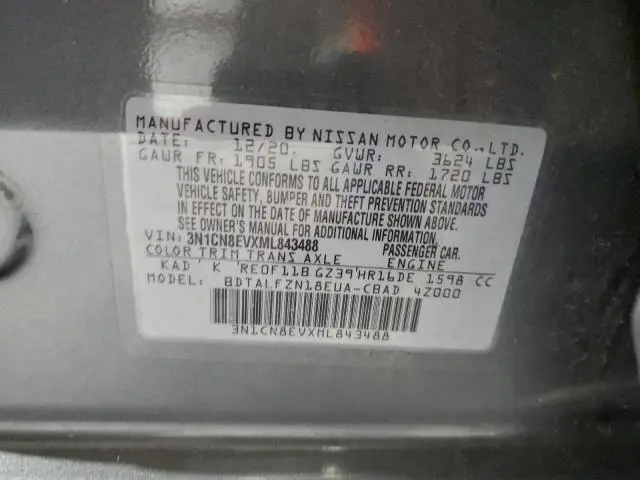 MANUFACTURED BY NISSAN MOTOR CO., LTD.
DATE: 12/20. GVWR: 3624 LBS
GAWR FR: 1905 LBS GAWR RR: 1720 LBS
THIS VEHICLE CONFORMS TO ALL APPLICABLE FEDERAL MOTOR
VEHICLE SAFETY, BUMPER AND THEFT PREVENTION STANDARDS
IN EFFECT ON THE DATE OF MANUFACTURE SHOWN ABOVE.
SEE OWNER'S MANUAL FOR ADDITIONAL INFORMATION.
VIN: 3N1CN8EVXML843488 PASSENGER CAR.
COLOR TRIM TRANS AXLE ENGINE
KAD K RE0F11B GZ39 HR16DE 1598 CC
MODEL: BDTALFZN18EUA-CBAD 4Z000
3N1CN8EVXML843488